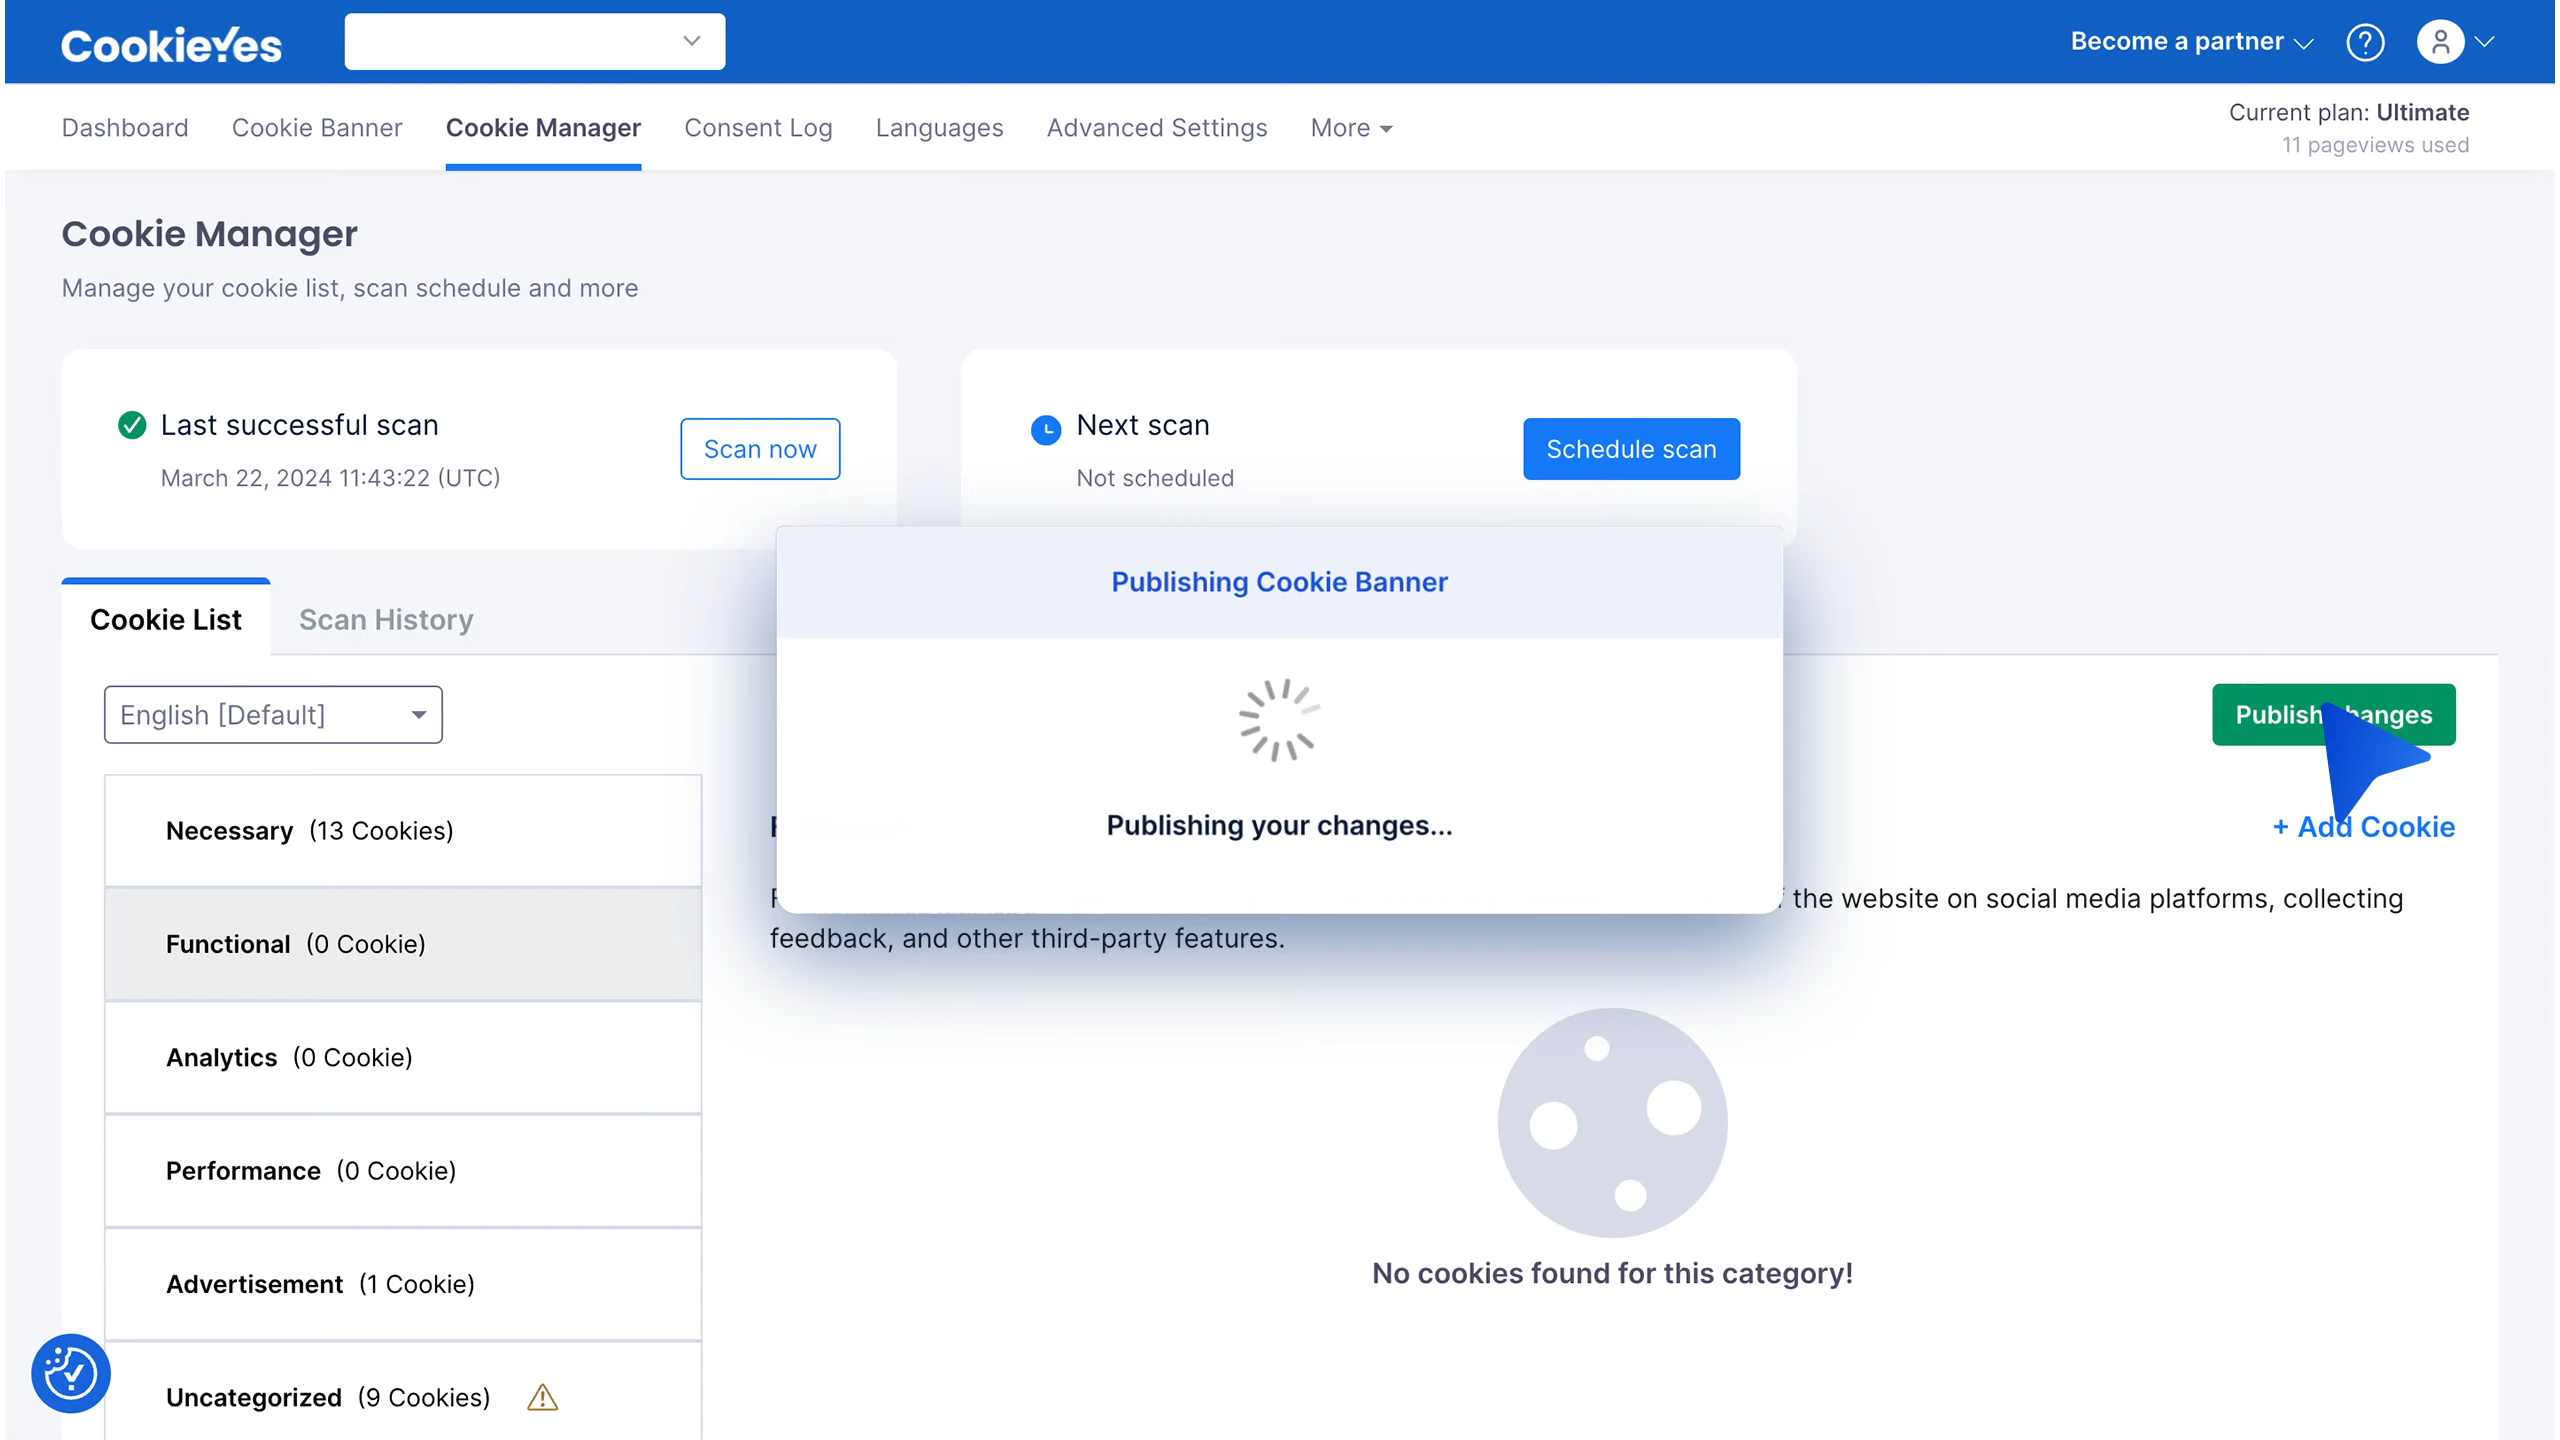 CookieYes
Become a partner
Dashboard Cookie Banner Cookie Manager Consent Log Languages Advanced Settings More
Current plan: Ultimate
11 pageviews used
Cookie Manager
Manage your cookie list, scan schedule and more
Last successful scan
March 22, 2024 11:43:22 (UTC)
Scan now
Next scan
Not scheduled
Schedule scan
Publishing Cookie Banner
Publishing your changes...
Cookie List Scan History
English [Default]
Publish changes
+ Add Cookie
Necessary (13 Cookies)
Functional (0 Cookie)
Analytics (0 Cookie)
Performance (0 Cookie)
Advertisement (1 Cookie)
Uncategorized (9 Cookies)
the website on social media platforms, collecting
feedback, and other third-party features.
No cookies found for this category!